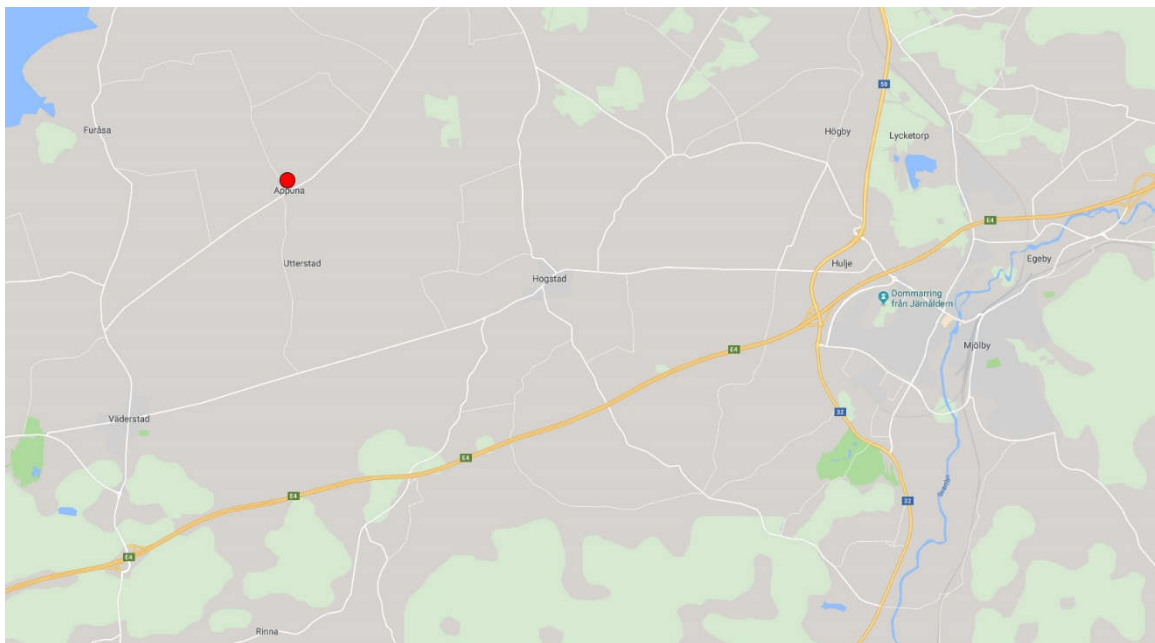 50
Furåsa
Högby
Lycketorp
Appuna
E4
Utterstad
Hulje
Egeby
Hogstad
Dommarring
från Järnåldern
Mjölby
E4
32
Väderstad
E4
E4
32
Svartån
E4
Rinna